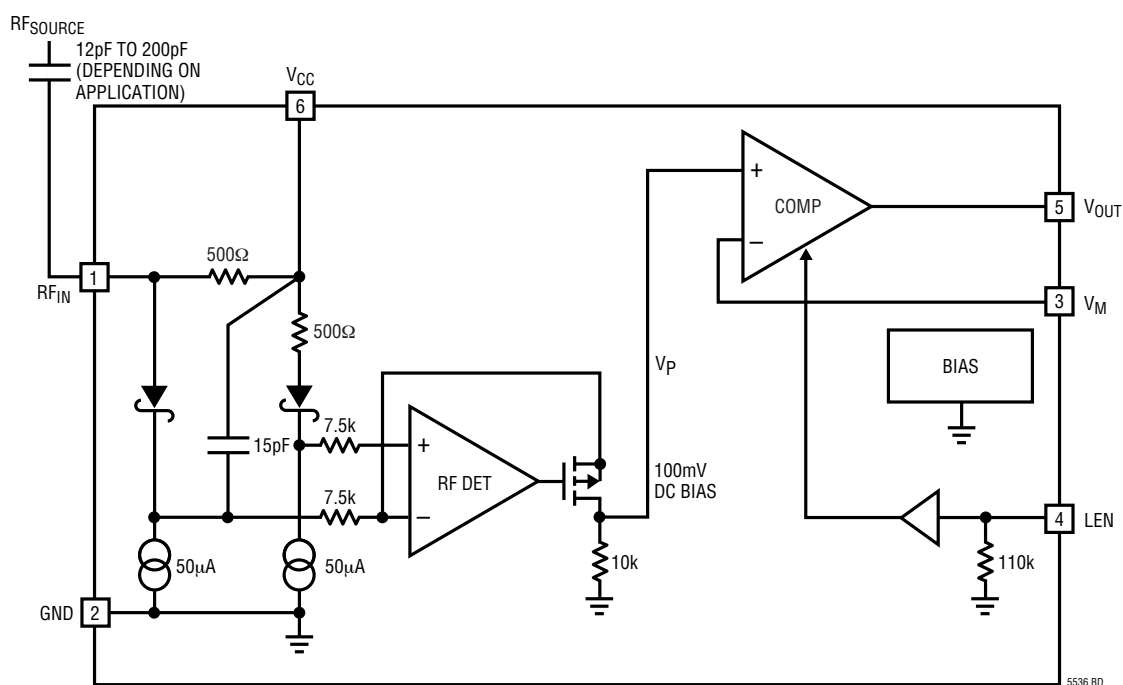 RFSOURCE
12pF TO 200pF
(DEPENDING ON
APPLICATION)
VCC
6
+
COMP
–
5
VOUT
500Ω
1
RFIN
3
VM
500Ω
BIAS
VP
7.5k
15pF
+
RF DET
–
100mV
DC BIAS
7.5k
4
LEN
50µA
50µA
10k
110k
GND
2
5536 BD